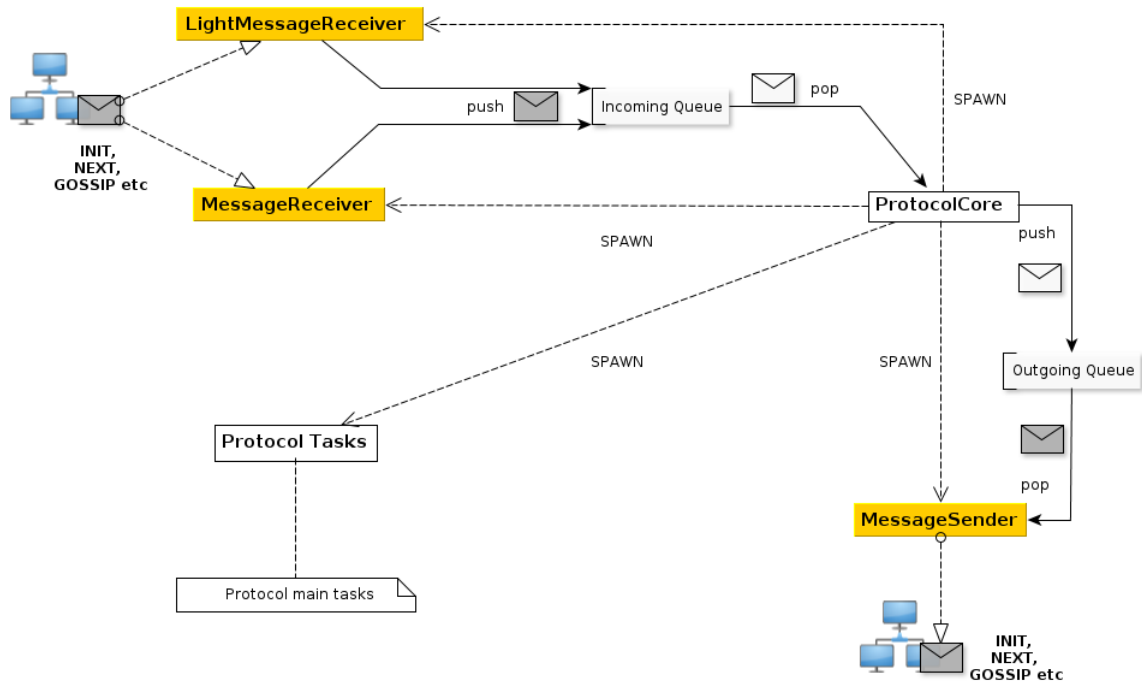 LightMessageReceiver
pop
Incoming Queue
push
SPAWN
INIT,
NEXT,
GOSSIP etc
MessageReceiver
ProtocolCore
push
SPAWN
SPAWN
SPAWN
Outgoing Queue
Protocol Tasks
pop
MessageSender
Protocol main tasks
INIT,
NEXT,
GOSSIP etc